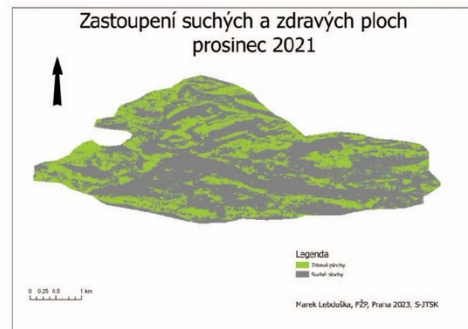 Zastoupení suchých a zdravých ploch
prosinec 2021
Legenda
Zdravé plochy
Suché plochy
0 0.25 0.5 1 km
Marek Lebduška, FŽP, Praha 2023, S-JTSK